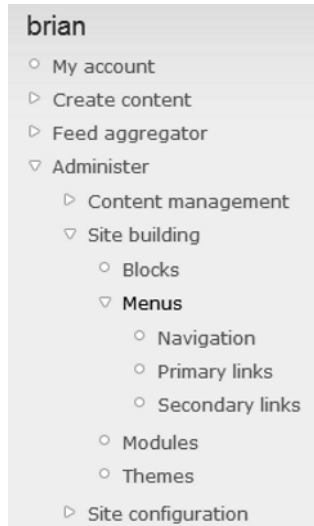 brian
My account
Create content
Feed aggregator
Administer
Content management
Site building
Blocks
Menus
Navigation
Primary links
Secondary links
Modules
Themes
Site configuration